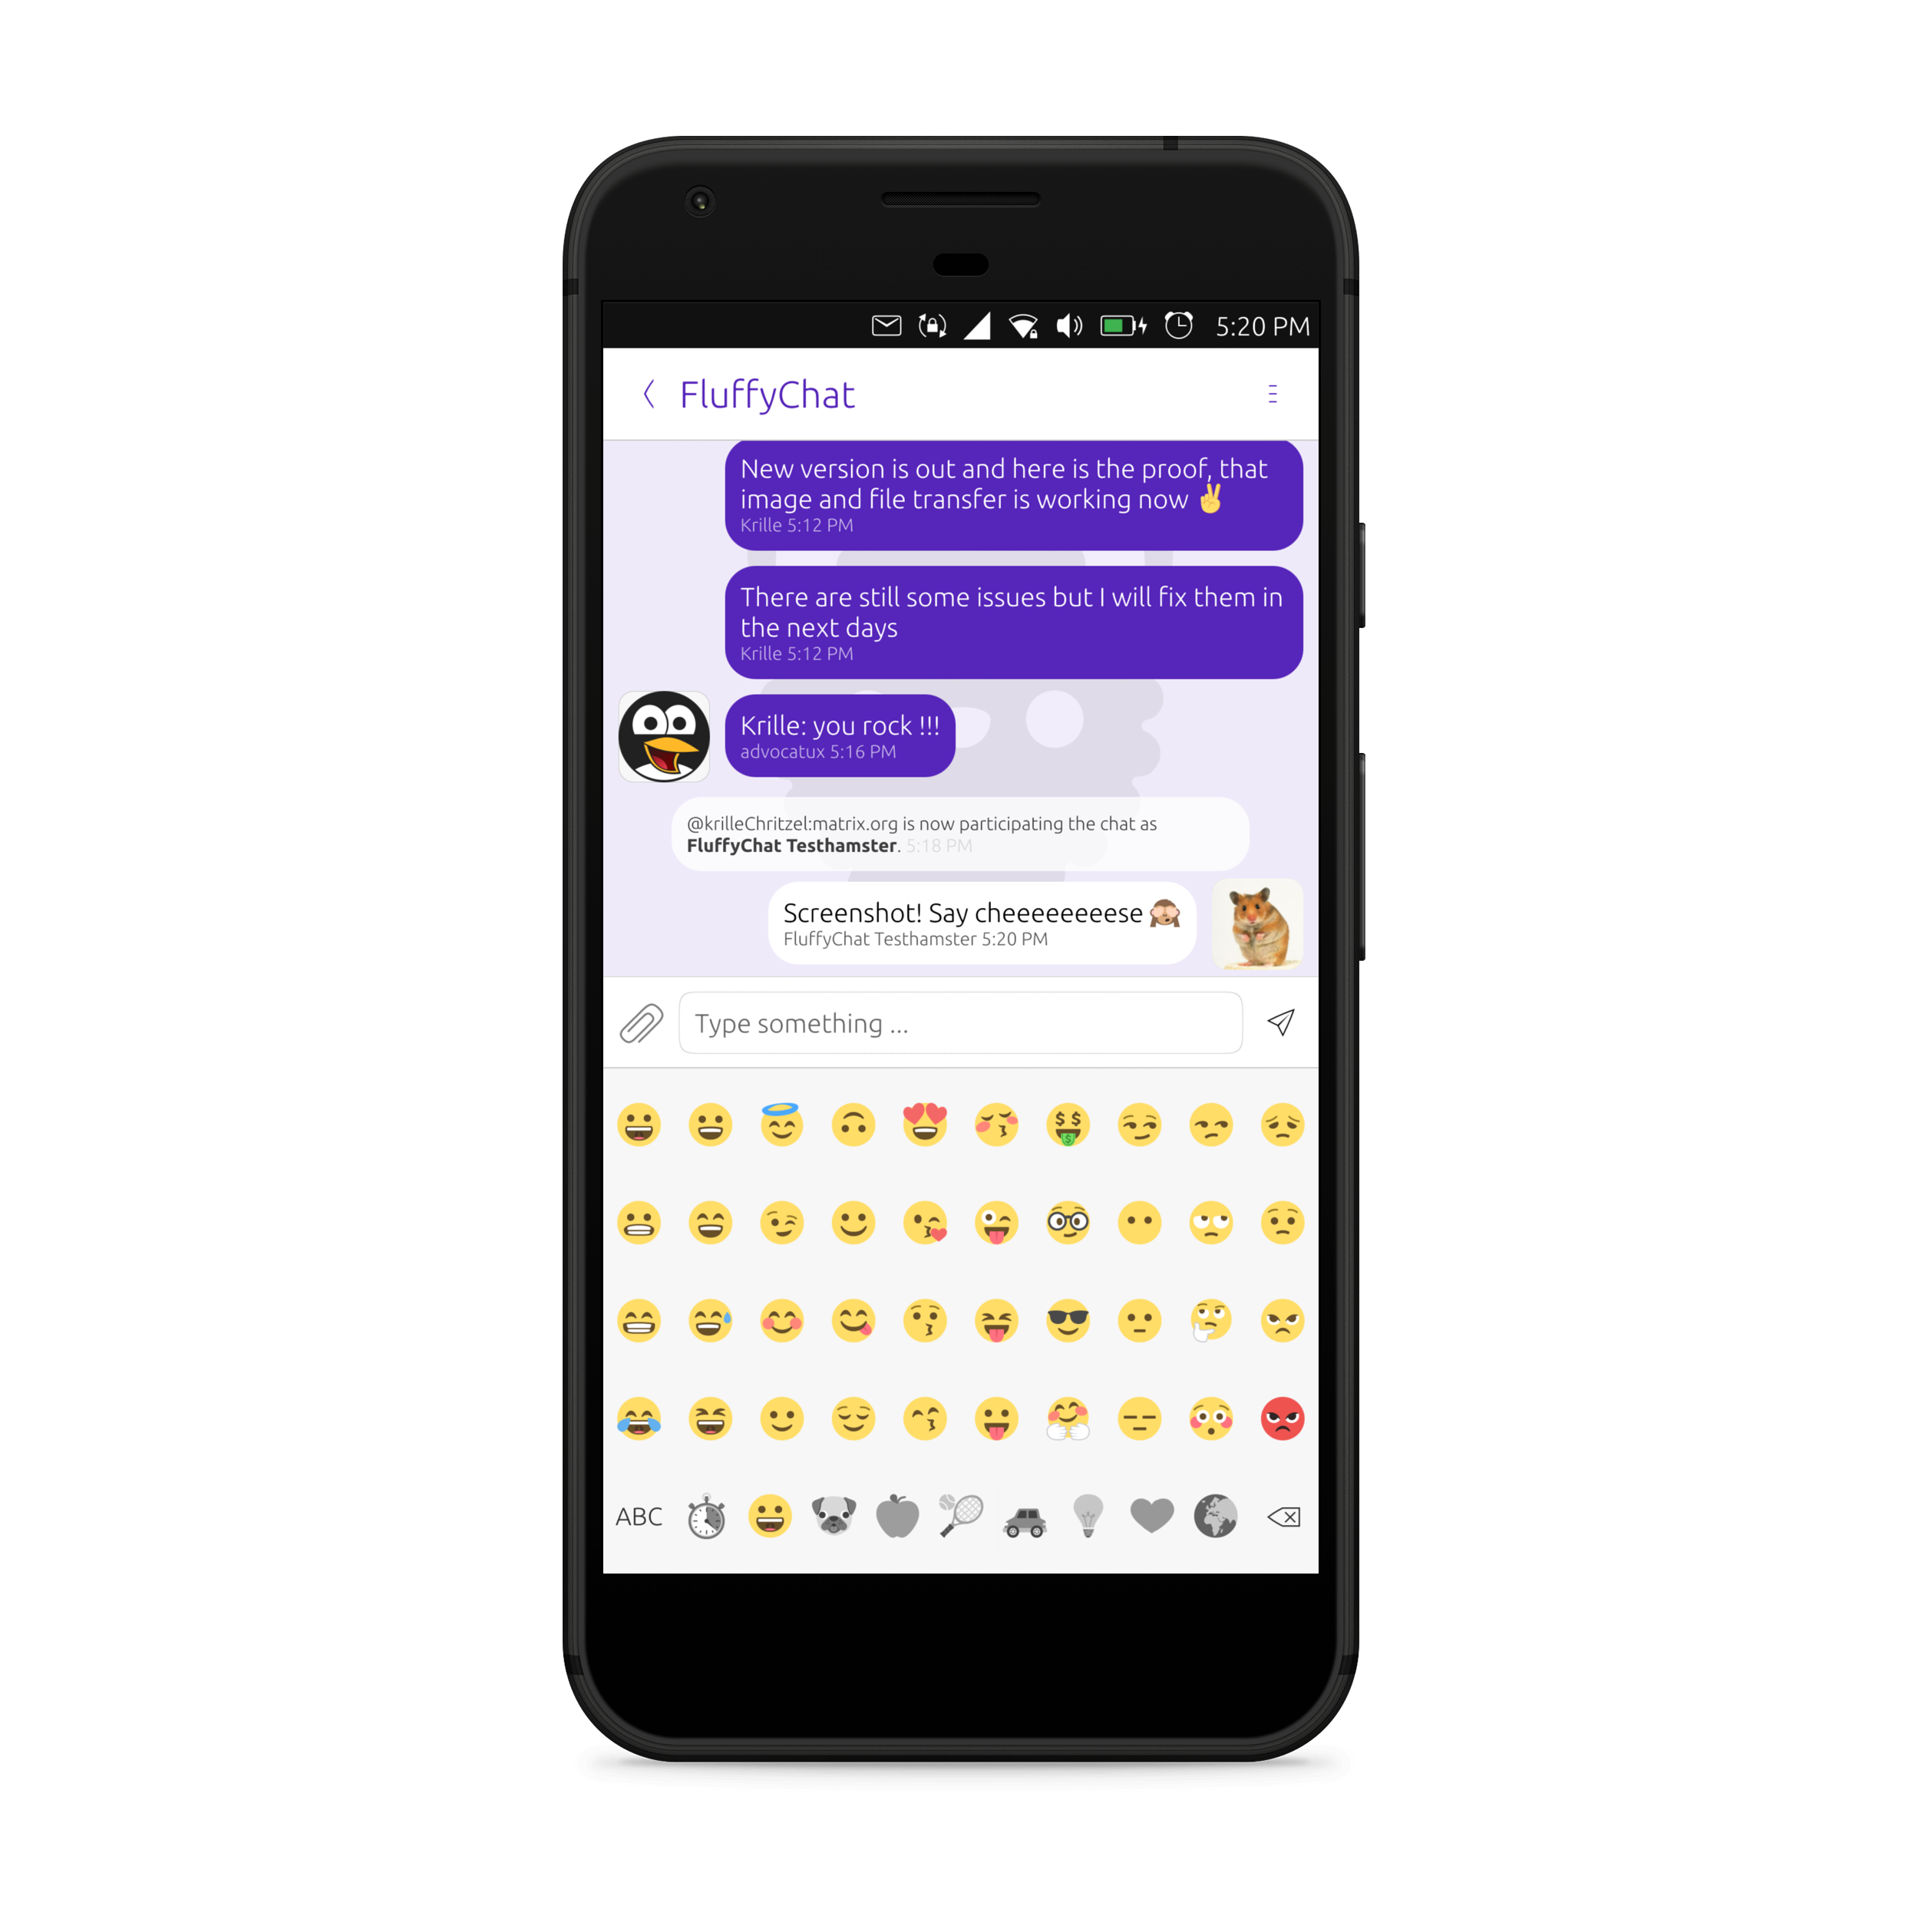 5:20 PM
FluffyChat
New version is out and here is the proof, that
image and file transfer is working now ✌
Krille 5:12 PM
There are still some issues but I will fix them in
the next days
Krille 5:12 PM
Krille: you rock !!!
advocatux 5:16 PM
@krilleChritzel:matrix.org is now participating the chat as
FluffyChat Testhamster. 5:18 PM
Screenshot! Say cheeeeeeeese 🙈
FluffyChat Testhamster 5:20 PM
Type something ...
ABC